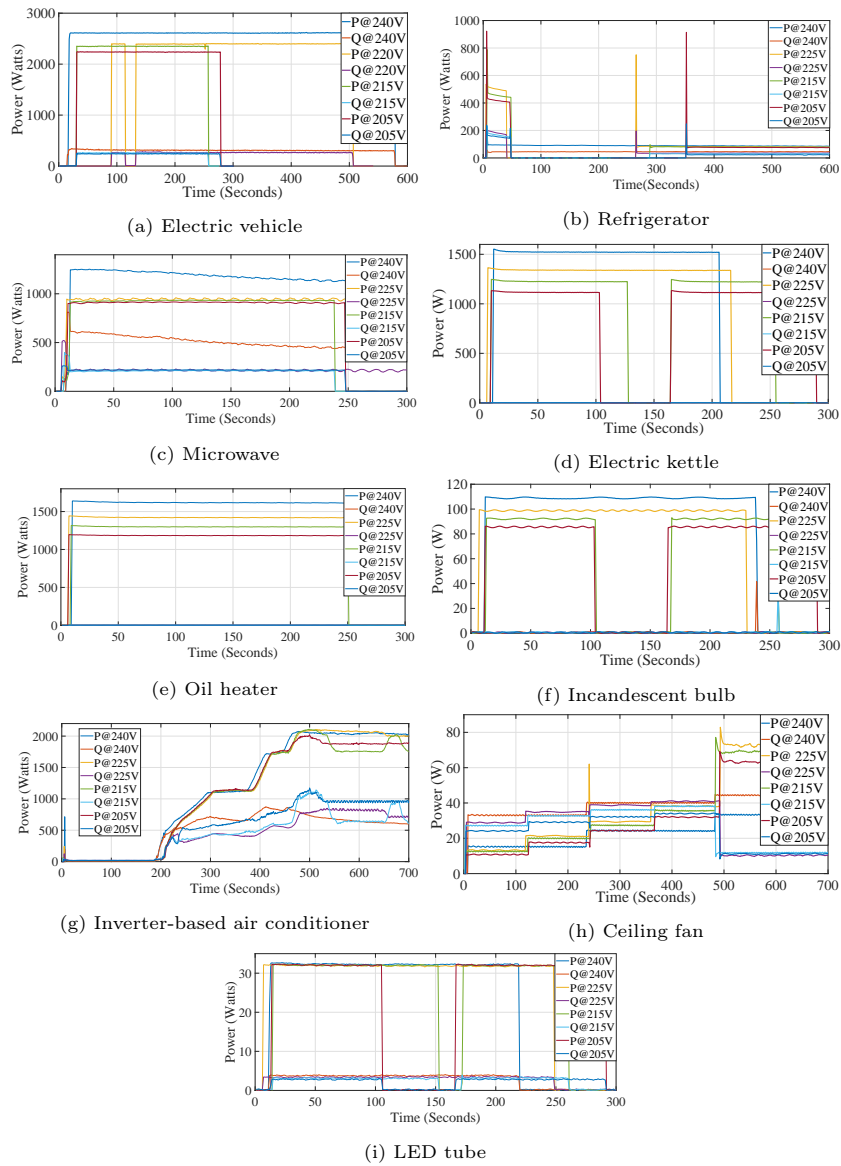 3000
2500
2000
1500
1000
500
0
Power (Watts)
0 100 200 300 400 500 600
Time (Seconds)
P@240V
Q@240V
P@220V
Q@220V
P@215V
Q@215V
P@205V
Q@205V
(a) Electric vehicle
1000
800
600
400
200
0
Power (Watts)
0 100 200 300 400 500 600
Time(Seconds)
P@240V
Q@240V
P@225V
Q@225V
P@215V
Q@215V
P@205V
Q@205V
(b) Refrigerator
1000
500
0
Power (Watts)
0 50 100 150 200 250 300
Time (Seconds)
P@240V
Q@240V
P@225V
Q@225V
P@215V
Q@215V
P@205V
Q@205V
(c) Microwave
1500
1000
500
0
Power (W)
0 50 100 150 200 250 300
Time (Seconds)
P@240V
Q@240V
P@225V
Q@225V
P@215V
Q@215V
P@205V
Q@205V
(d) Electric kettle
1500
1000
500
0
Power (Watts)
0 50 100 150 200 250 300
Time (Seconds)
P@240V
Q@240V
P@225V
Q@225V
P@215V
Q@215V
P@205V
Q@205V
(e) Oil heater
120
100
80
60
40
20
0
Power (W)
0 50 100 150 200 250 300
Time (Seconds)
P@240V
Q@240V
P@225V
Q@225V
P@215V
Q@215V
P@205V
Q@205V
(f) Incandescent bulb
2000
1500
1000
500
0
Power (Watts)
0 100 200 300 400 500 600 700
Time (Seconds)
P@240V
Q@240V
P@225V
Q@225V
P@215V
Q@215V
P@205V
Q@205V
(g) Inverter-based air conditioner
80
60
40
20
0
Power (W)
0 100 200 300 400 500 600 700
Time (Seconds)
P@240V
Q@240V
P@ 225V
Q@225V
P@215V
Q@215V
P@205V
Q@205V
(h) Ceiling fan
30
20
10
0
Power (Watts)
0 50 100 150 200 250 300
Time (Seconds)
P@240V
Q@240V
P@225V
Q@225V
P@215V
Q@215V
P@205V
Q@205V
(i) LED tube